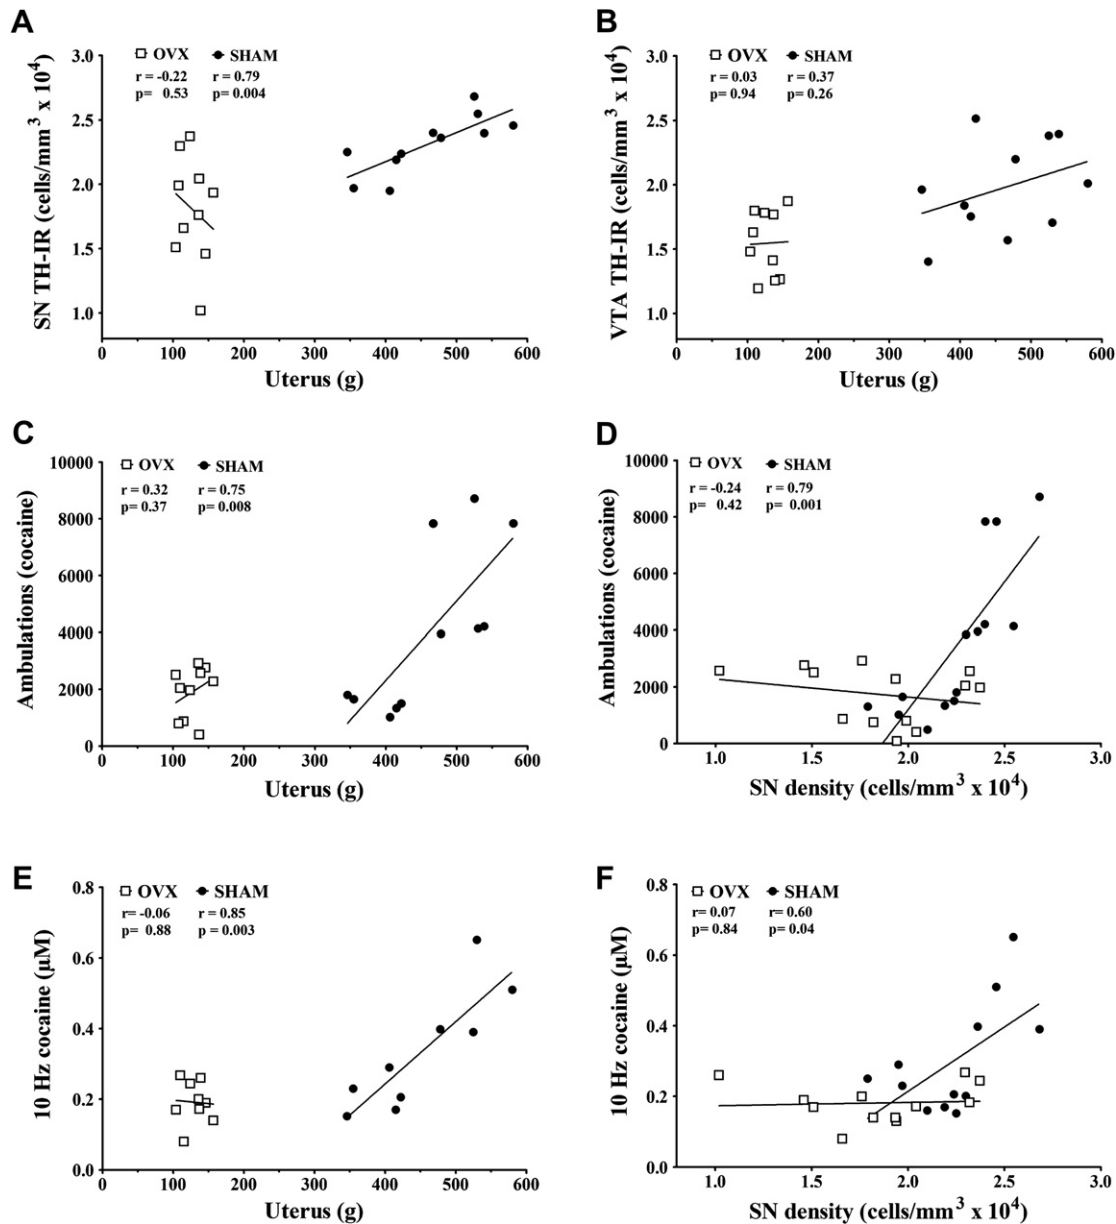 A
OVX SHAM
r = -0.22 r = 0.79
p= 0.53 p= 0.004
SN TH-IR (cells/mm³ x 10⁴)
3.0
2.5
2.0
1.5
1.0
0 100 200 300 400 500 600
Uterus (g)
B
OVX SHAM
r= 0.03 r= 0.37
p= 0.94 p= 0.26
VTA TH-IR (cells/mm³ x 10⁴)
3.0
2.5
2.0
1.5
1.0
0 100 200 300 400 500 600
Uterus (g)
C
OVX SHAM
r = 0.32 r = 0.75
p= 0.37 p= 0.008
Ambulations (cocaine)
10000
8000
6000
4000
2000
0
0 100 200 300 400 500 600
Uterus (g)
D
OVX SHAM
r = -0.24 r = 0.79
p= 0.42 p= 0.001
Ambulations (cocaine)
10000
8000
6000
4000
2000
0
1.0 1.5 2.0 2.5 3.0
SN density (cells/mm³ x 10⁴)
E
OVX SHAM
r= -0.06 r = 0.85
p= 0.88 p = 0.003
10 Hz cocaine (µM)
0.8
0.6
0.4
0.2
0.0
0 100 200 300 400 500 600
Uterus (g)
F
OVX SHAM
r= 0.07 r= 0.60
p= 0.84 p= 0.04
10 Hz cocaine (µM)
0.8
0.6
0.4
0.2
0.0
1.0 1.5 2.0 2.5 3.0
SN density (cells/mm³ x 10⁴)